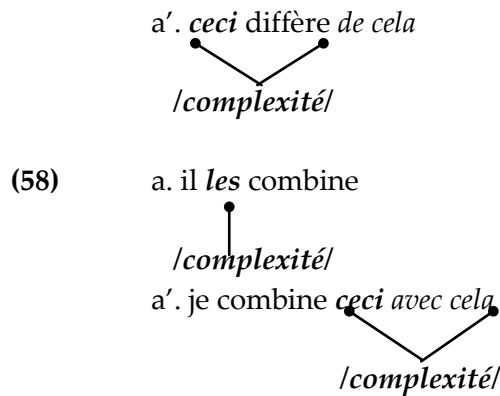 a’. ceci diffère de cela
/complexité/
(58) a. il les combine
/complexité/
a’. je combine ceci avec cela
/complexité/